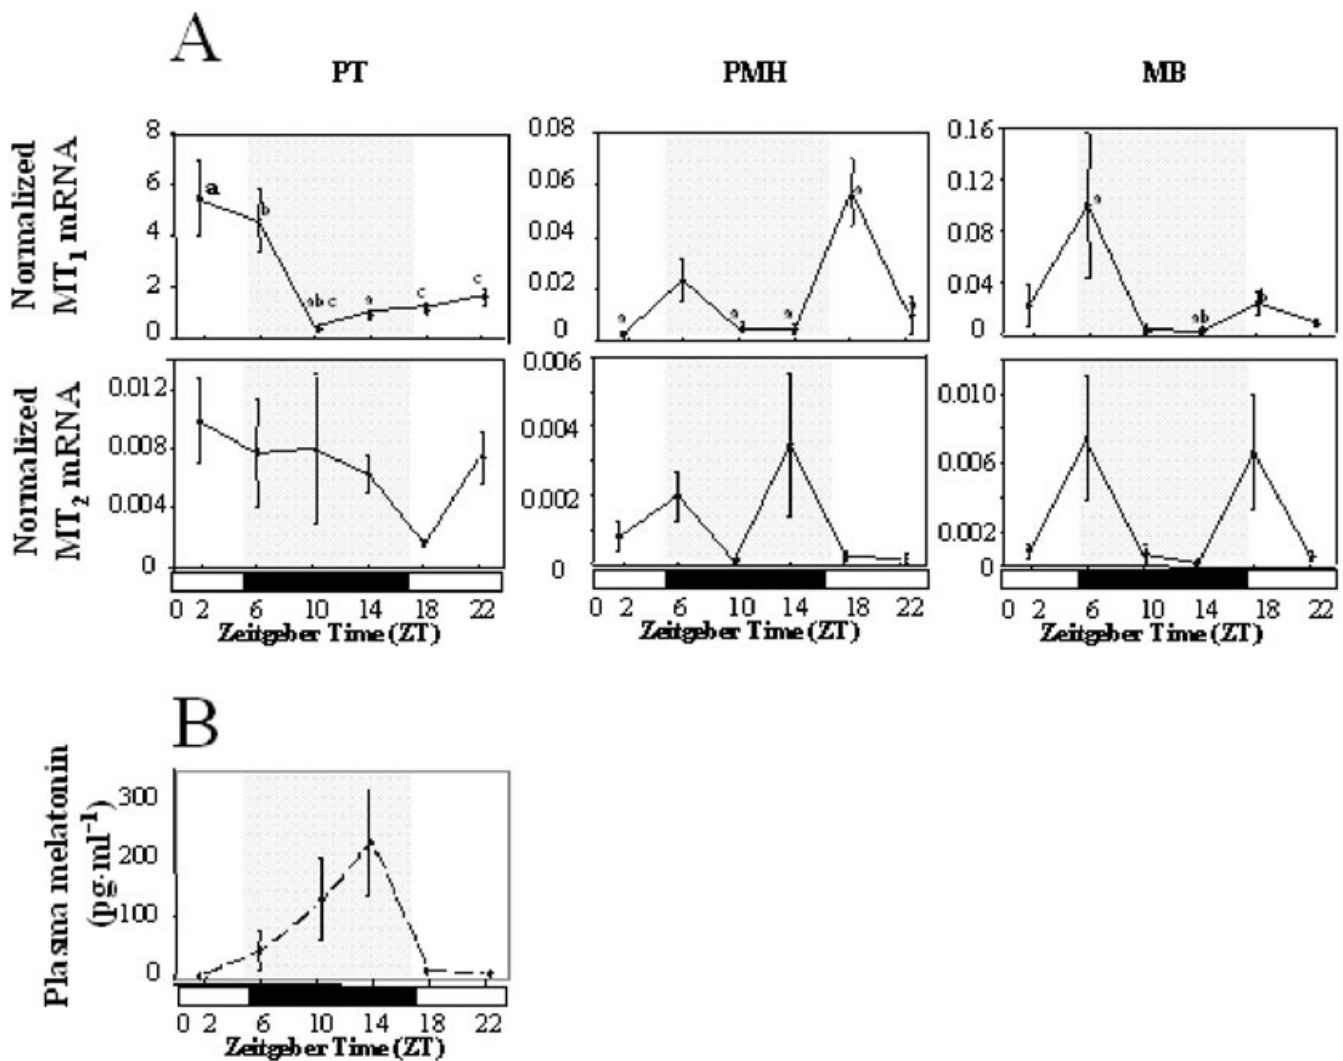 A
PT PMH MB
Normalized
MT1 mRNA
8
6
4
2
0
a
b
abc
a
c
c
0.08
0.06
0.04
0.02
0
a
a
a
a
0.16
0.12
0.08
0.04
0
a
ab
b
Normalized
MT2 mRNA
0.012
0.008
0.004
0
0.006
0.004
0.002
0
0.010
0.006
0.002
0
0 2 6 10 14 18 22
Zeitgeber Time (ZT)
0 2 6 10 14 18 22
Zeitgeber Time (ZT)
0 2 6 10 14 18 22
Zeitgeber Time (ZT)
B
Plasma melatonin
(pg·ml−1)
300
200
100
0
0 2 6 10 14 18 22
Zeitgeber Time (ZT)